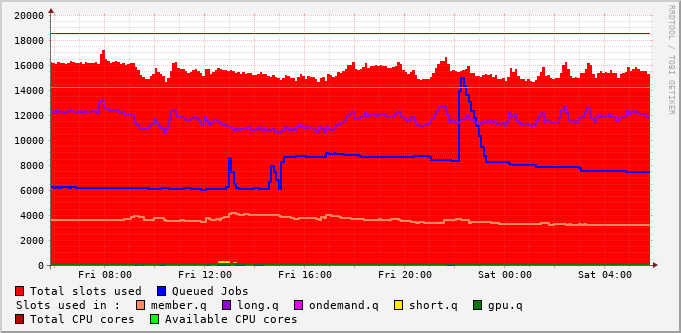 20000
18000
16000
14000
12000
10000
8000
6000
4000
2000
0
Fri 08:00 Fri 12:00 Fri 16:00 Fri 20:00 Sat 00:00 Sat 04:00
RRDTOOL / TOBI OETIKER
Total slots used Queued Jobs
Slots used in : member.q long.q ondemand.q short.q gpu.q
Total CPU cores Available CPU cores